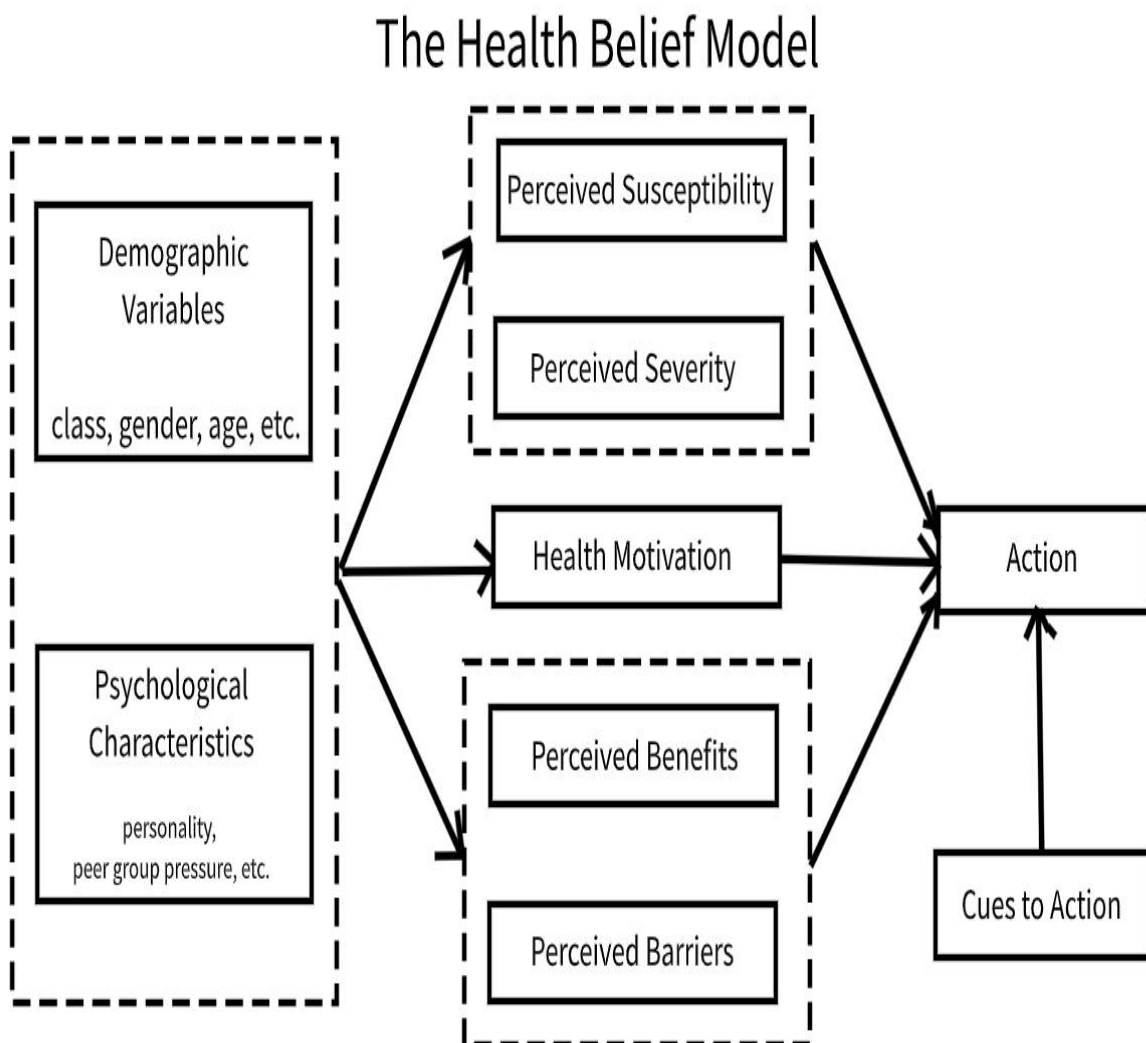 The Health Belief Model
Demographic
Variables
class, gender, age, etc.
Psychological
Characteristics
personality,
peer group pressure, etc.
Perceived Susceptibility
Perceived Severity
Health Motivation
Perceived Benefits
Perceived Barriers
Action
Cues to Action